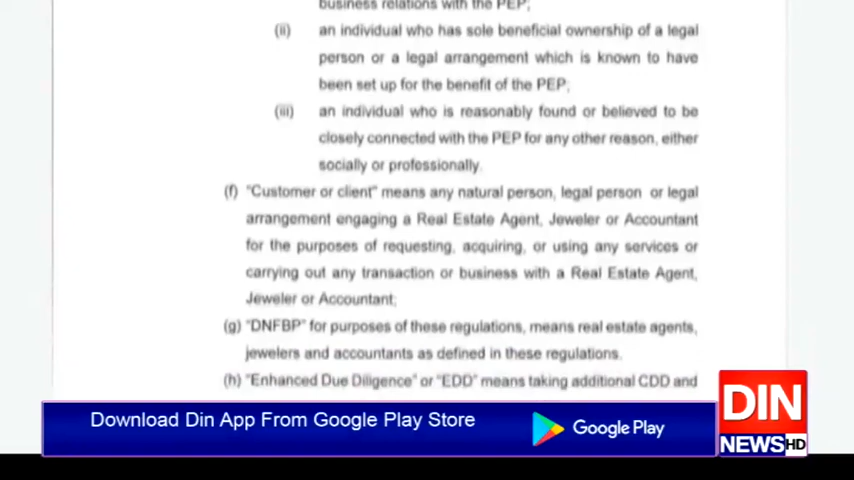 business relations with the PEP;
(ii) an individual who has sole beneficial ownership of a legal
person or a legal arrangement which is known to have
been set up for the benefit of the PEP;
(iii) an individual who is reasonably found or believed to be
closely connected with the PEP for any other reason, either
socially or professionally.
(f) "Customer or client" means any natural person, legal person or legal
arrangement engaging a Real Estate Agent, Jeweler or Accountant
for the purposes of requesting, acquiring, or using any services or
carrying out any transaction or business with a Real Estate Agent,
Jeweler or Accountant;
(g) "DNFBP" for purposes of these regulations, means real estate agents,
jewelers and accountants as defined in these regulations.
(h) "Enhanced Due Diligence" or "EDD" means taking additional CDD and
Download Din App From Google Play Store
Google Play
DIN
NEWS HD